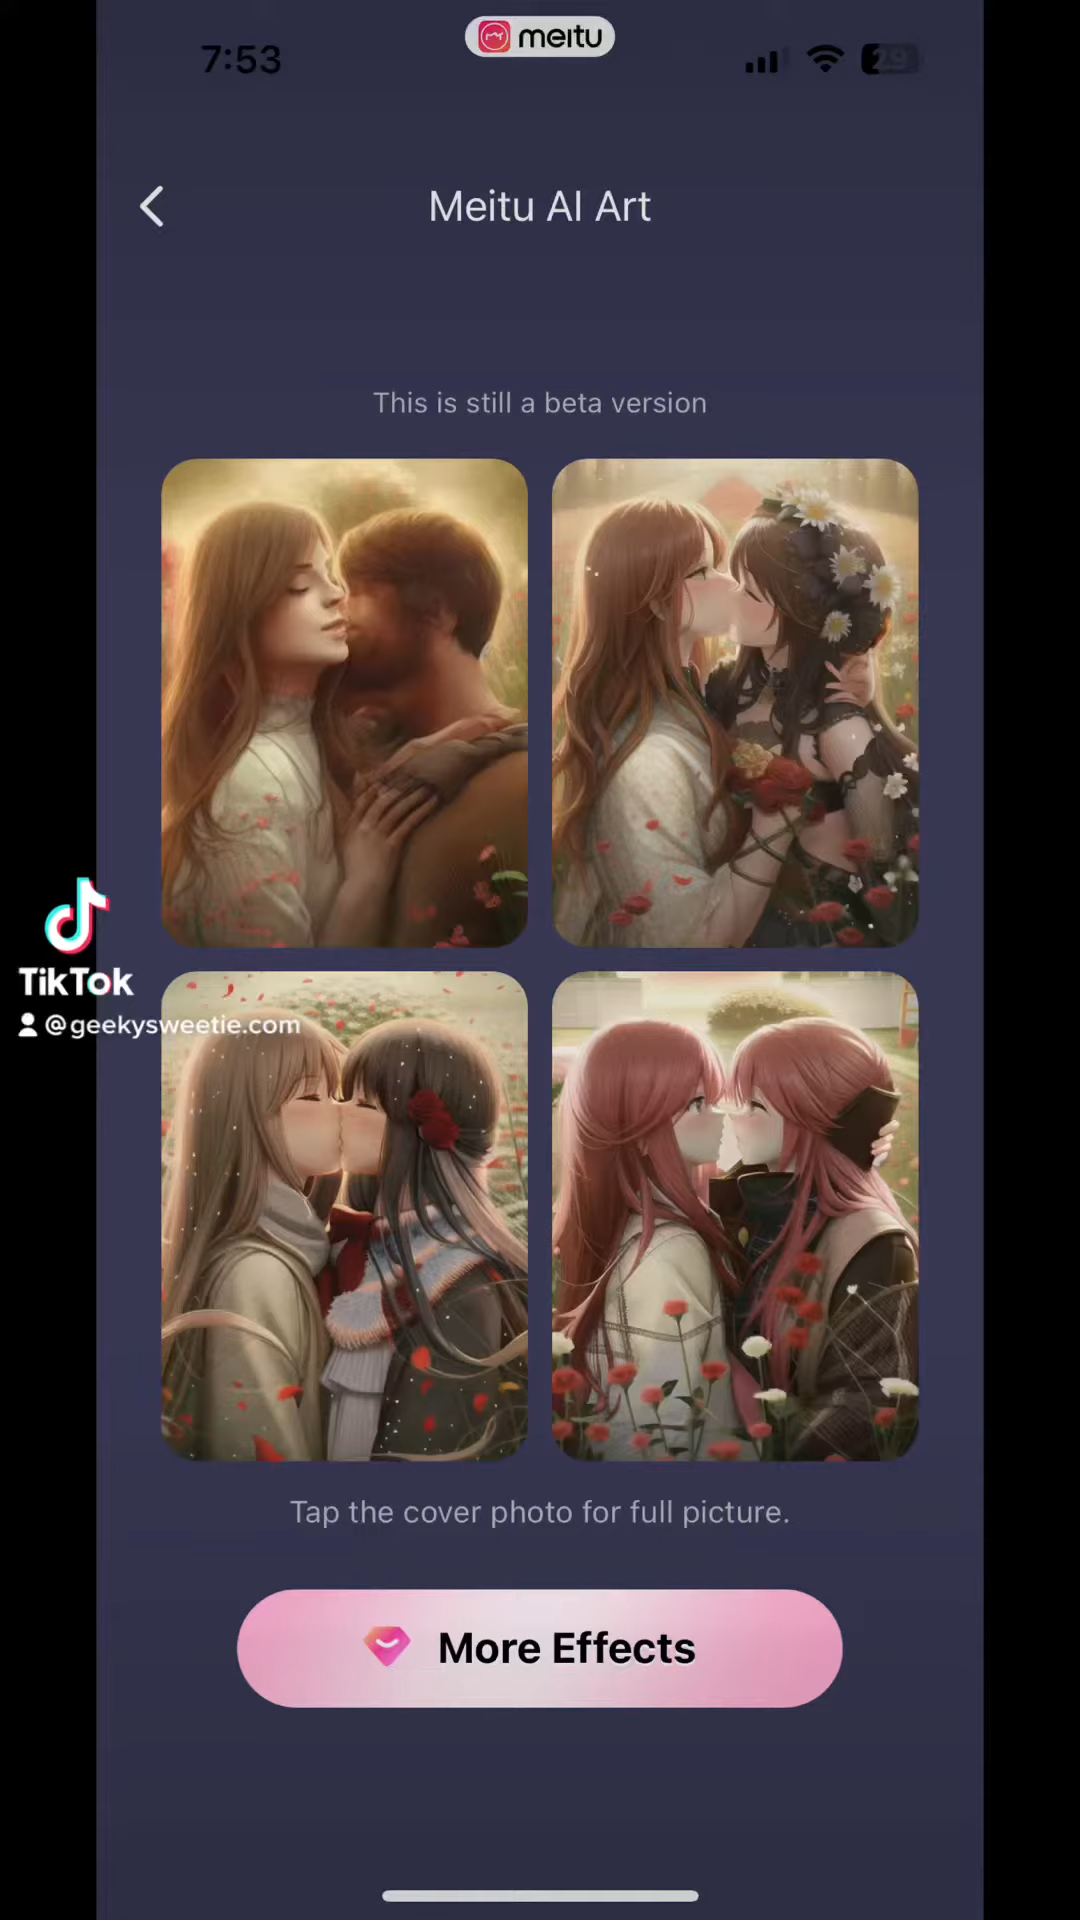 meitu
7:53
29
Meitu AI Art
This is still a beta version
TikTok
@geekysweetie.com
Tap the cover photo for full picture.
More Effects